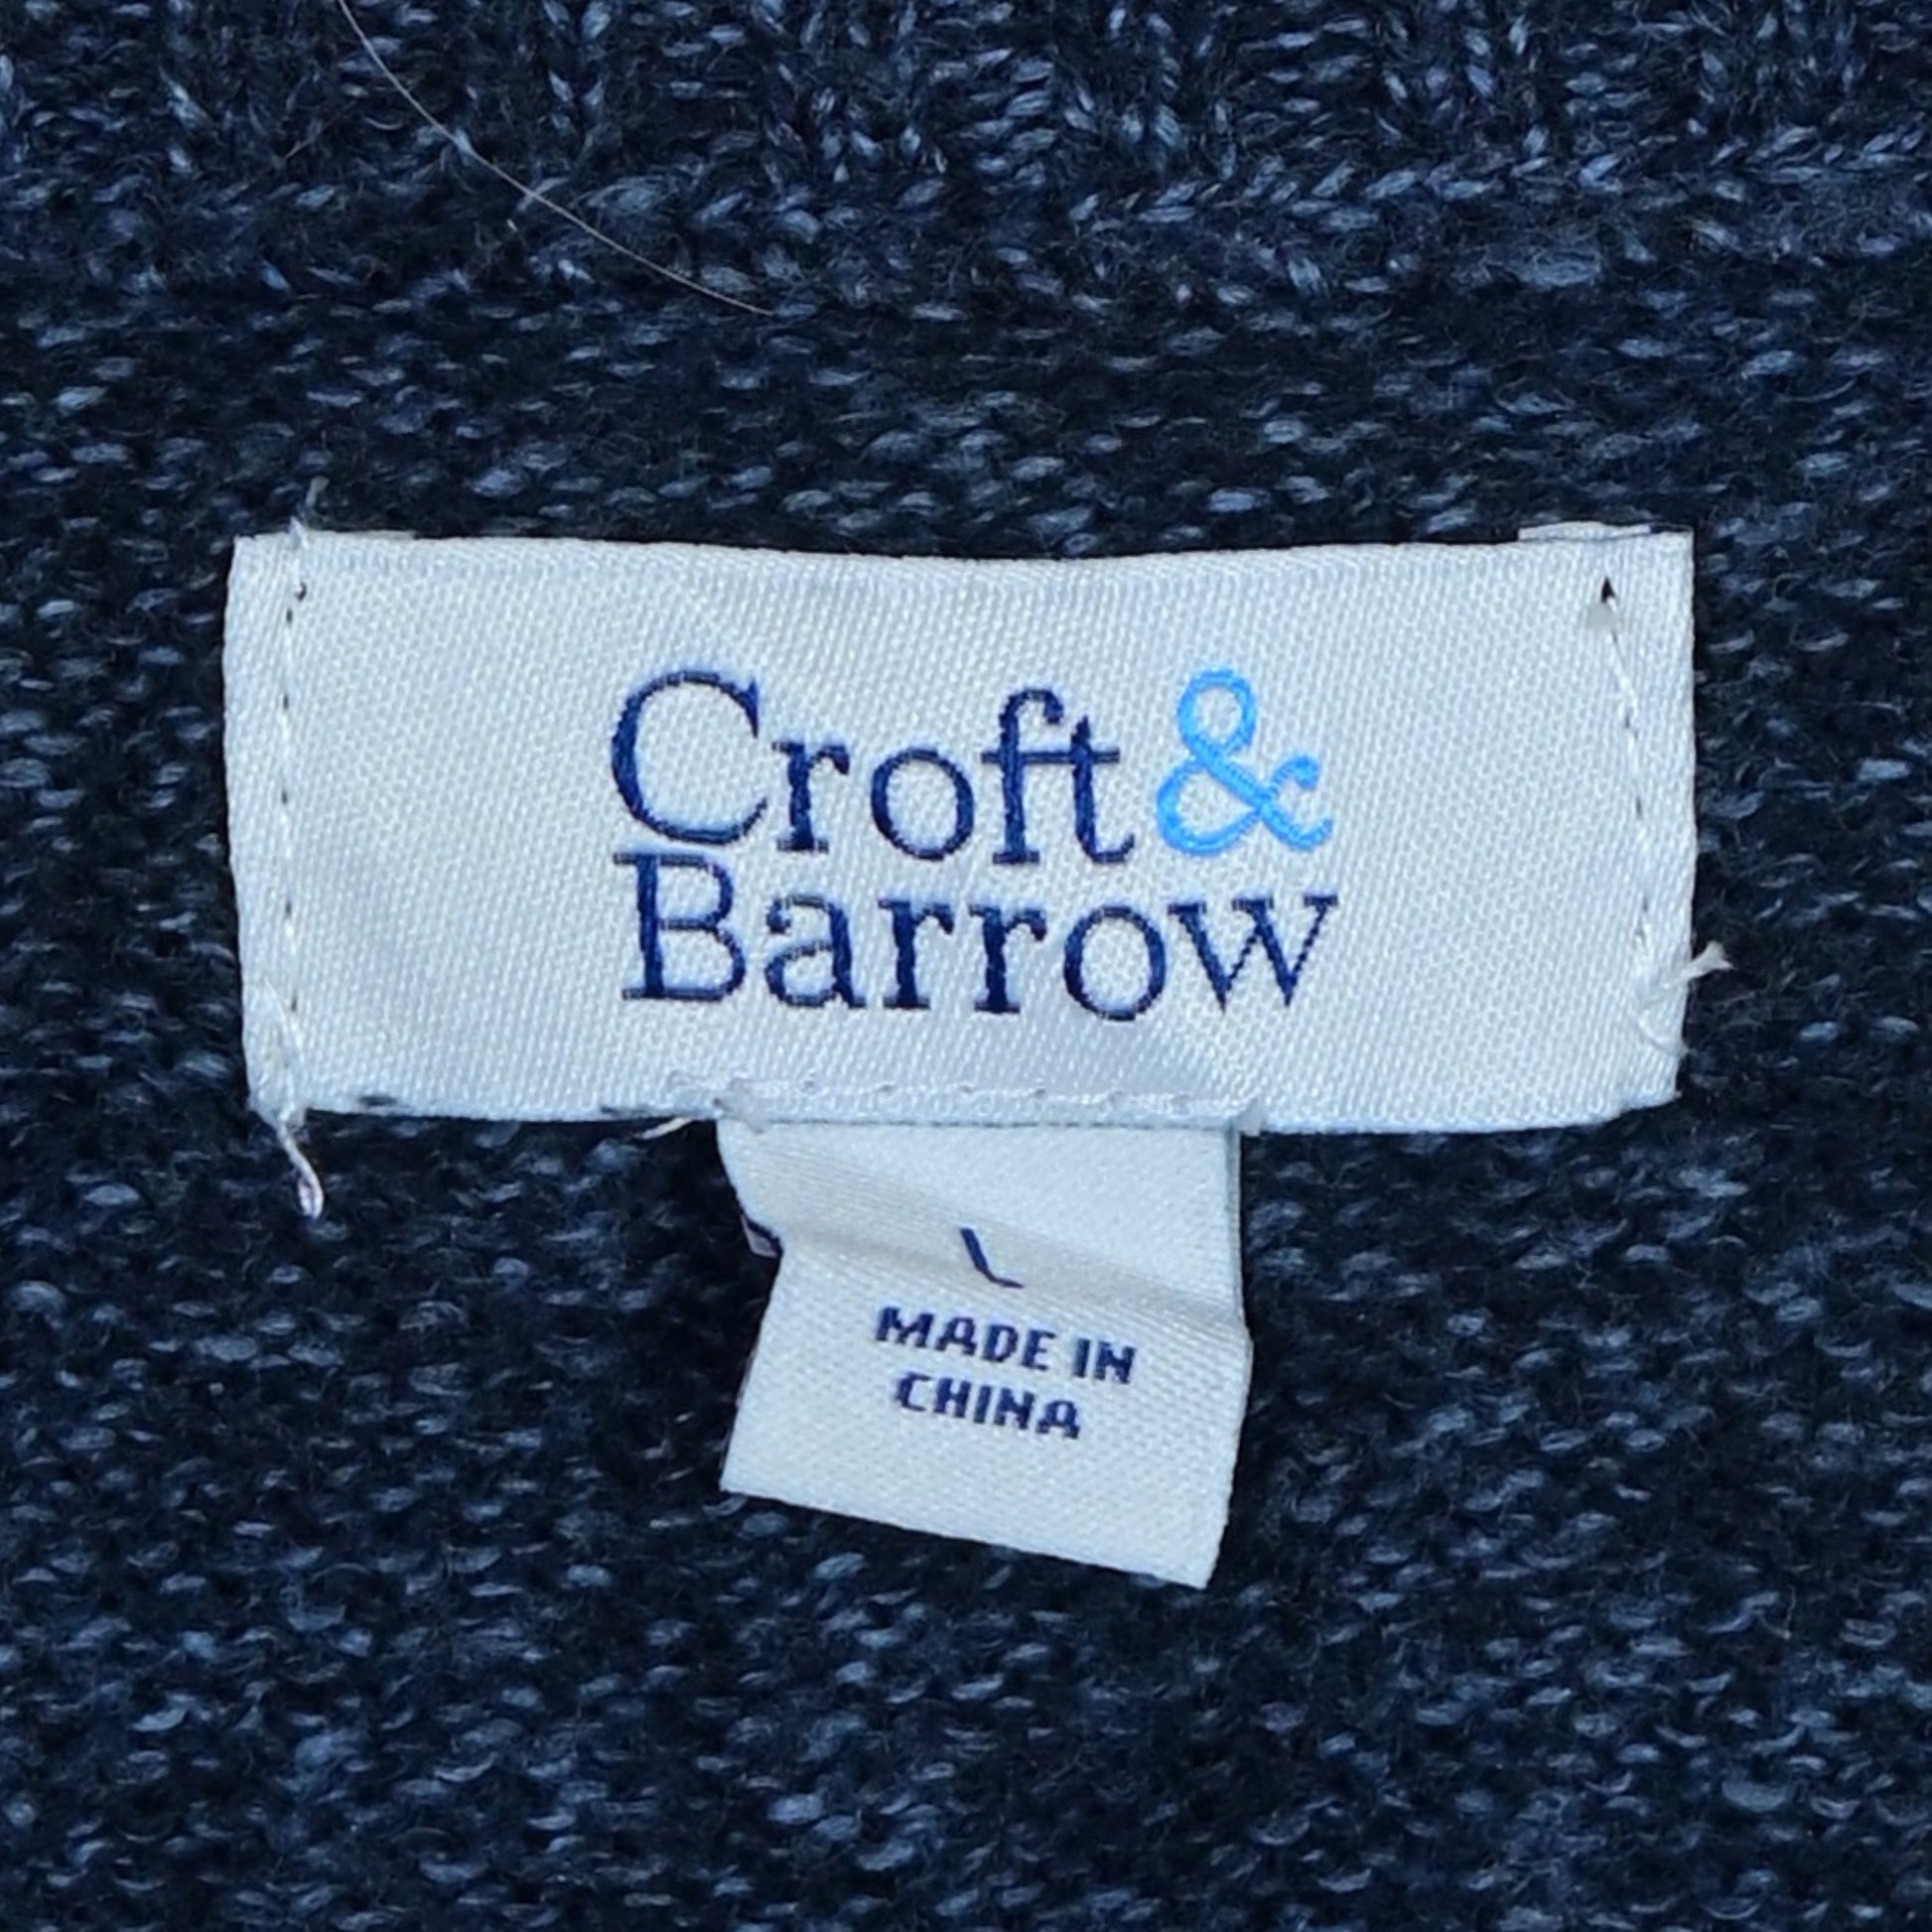 Croft &
Barrow
L
MADE IN
CHINA